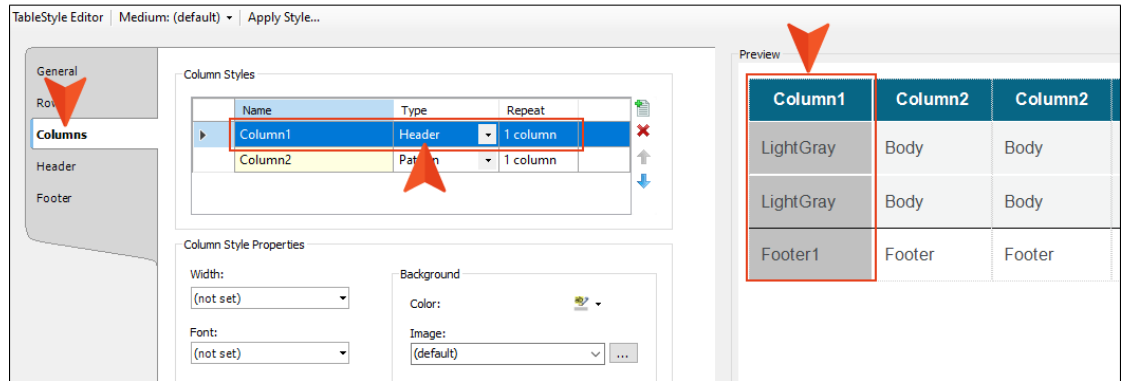 TableStyle Editor Medium: (default) Apply Style...
General
Columns
Header
Footer
Column Styles
Name Type Repeat
Column1 Header 1 column
Column2 1 column
Column Style Properties
Width:
(not set)
Font:
(not set)
Background
Color:
Image:
(default) ...
Preview
Column1 Column2 Column2
LightGray Body Body
LightGray Body Body
Footer1 Footer Footer